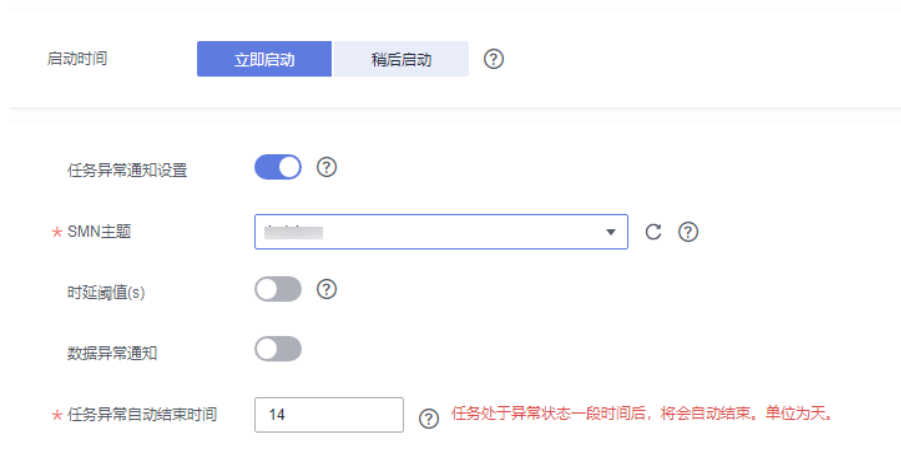 启动时间 立即启动 稍后启动 ?
任务异常通知设置 ?
* SMN主题 ?
时延阈值(s) ?
数据异常通知
* 任务异常自动结束时间 14 ? 任务处于异常状态一段时间后，将会自动结束。单位为天。